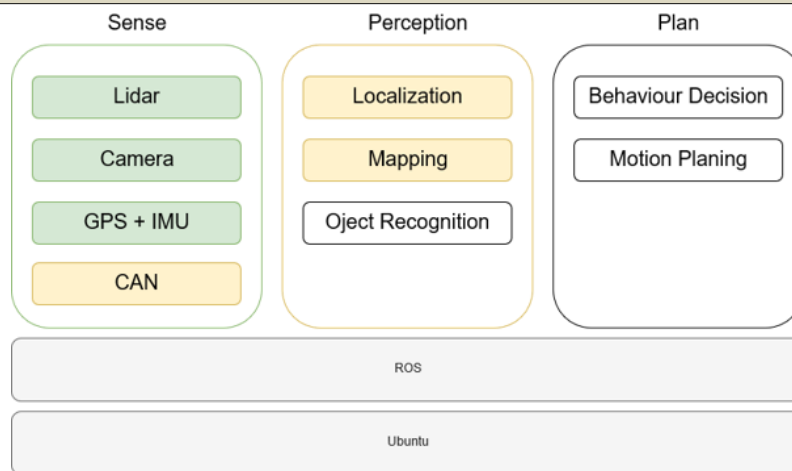 Sense
Perception
Plan
Lidar
Localization
Behaviour Decision
Camera
Mapping
Motion Planing
GPS + IMU
Oject Recognition
CAN
ROS
Ubuntu